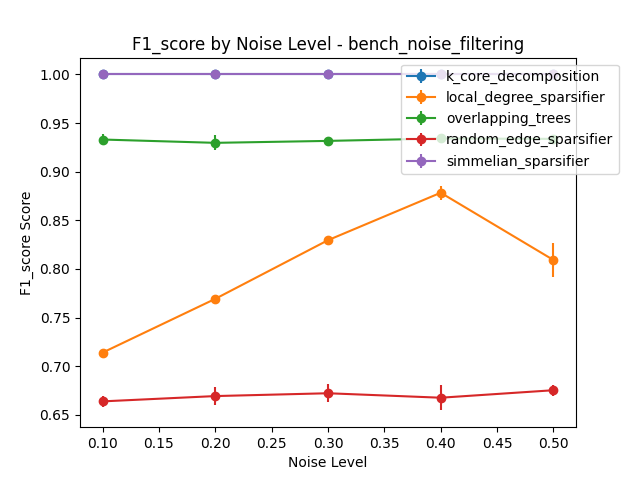 F1_score by Noise Level - bench_noise_filtering
k_core_decomposition
local_degree_sparsifier
overlapping_trees
random_edge_sparsifier
simmelian_sparsifier
F1_score Score
1.00
0.95
0.90
0.85
0.80
0.75
0.70
0.65
0.10
0.15
0.20
0.25
0.30
0.35
0.40
0.45
0.50
Noise Level